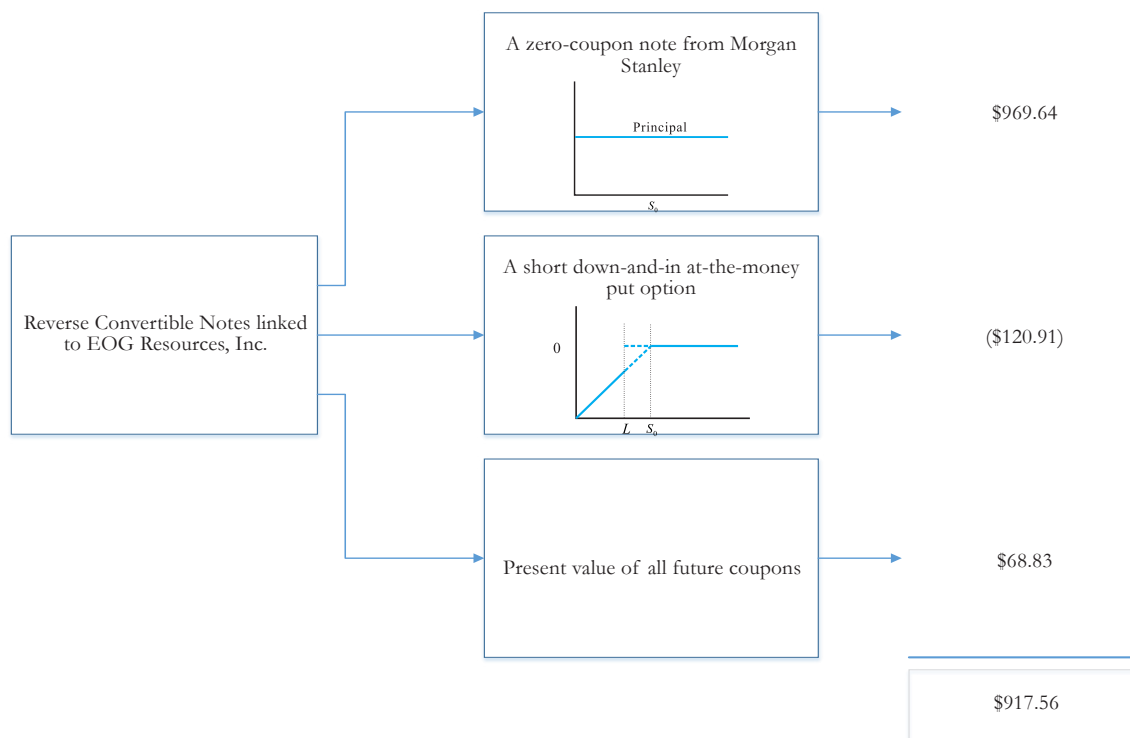 A zero-coupon note from Morgan
Stanley
Principal
S₀
$969.64
Reverse Convertible Notes linked
to EOG Resources, Inc.
A short down-and-in at-the-money
put option
0
L S₀
($120.91)
Present value of all future coupons
$68.83
$917.56